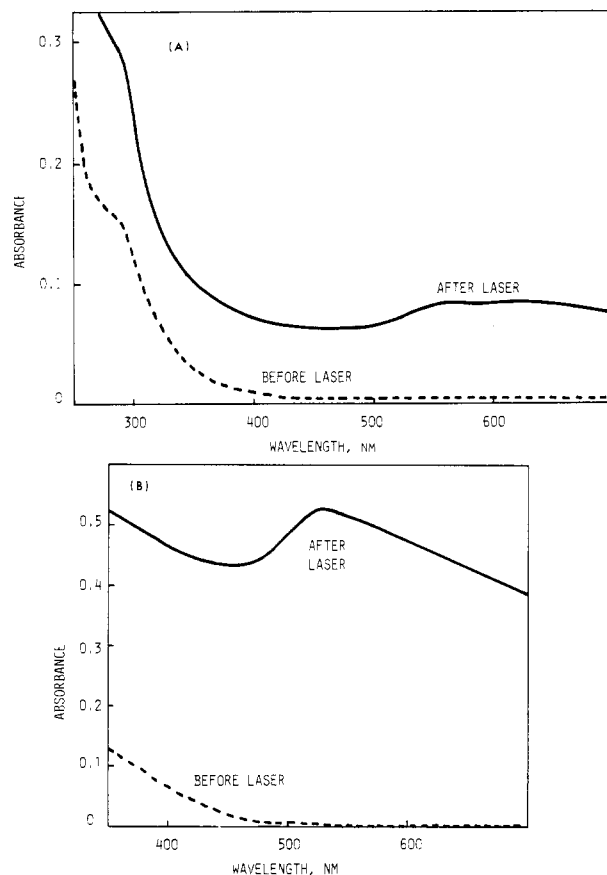 (A)
0.3
0.2
0.1
0
ABSORBANCE
AFTER LASER
BEFORE LASER
300 400 500 600
WAVELENGTH, NM
(B)
0.5
0.4
0.3
0.2
0.1
0
ABSORBANCE
AFTER
LASER
BEFORE LASER
400 500 600
WAVELENGTH, NM